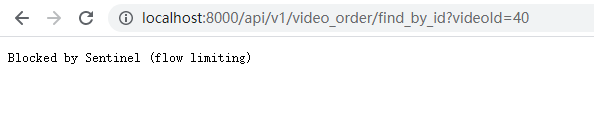 localhost:8000/api/v1/video_order/find_by_id?videoId=40
Blocked by Sentinel (flow limiting)